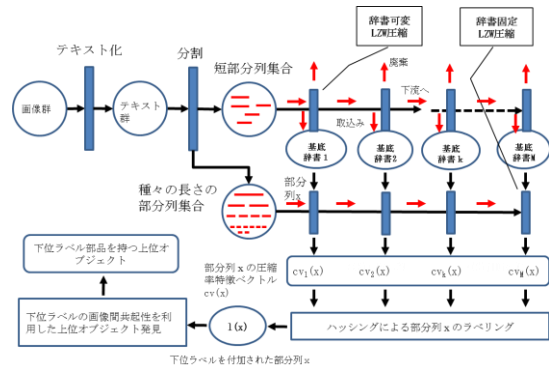 辞書可変
LZW圧縮
辞書固定
LZW圧縮
テキスト化
分割
短部分列集合
廃棄
下流へ
画像群
テキスト
群
取込み
基底
辞書1
基底
辞書2
基底
辞書k
基底
辞書M
種々の長さの
部分列集合
部分
列x
下位ラベル部品を持つ上位オ
ブジェクト
部分列xの圧縮
率特徴ベクトル
cv(x)
cv₁(x)
cv₂(x)
cvₖ(x)
cv_M(x)
下位ラベルの画像間共起性を利
用した上位オブジェクト発見
l(x)
ハッシングによる部分列xのラベリング
下位ラベルを付加された部分列x